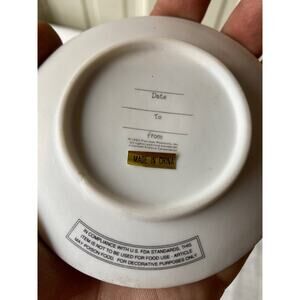 Date
To
from
MADE IN CHINA
IN COMPLIANCE WITH U.S. FDA STANDARDS, THIS
ITEM IS NOT TO BE USED FOR FOOD USE - ARTICLE
MAY POISON FOOD. FOR DECORATIVE PURPOSES ONLY.